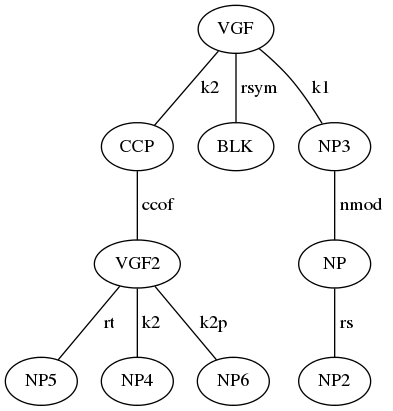 VGF
k2 rsym k1
CCP BLK NP3
ccof nmod
VGF2 NP
rt k2 k2p rs
NP5 NP4 NP6 NP2